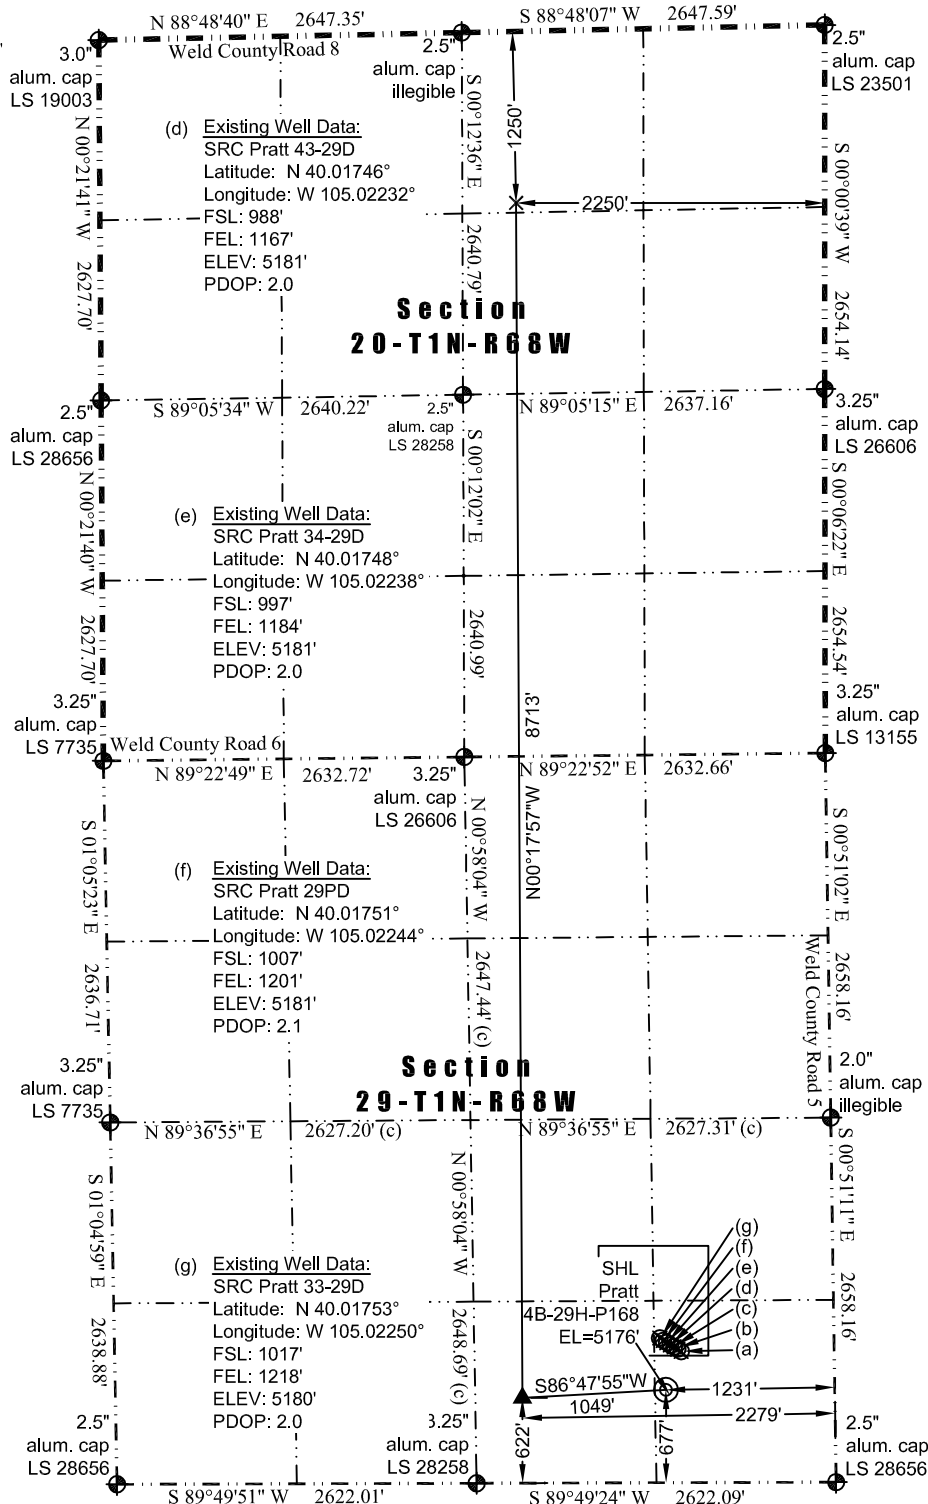 N 88°48'40" E 2647.35'
S 88°48'07" W 2647.59'
Weld County Road 8
3.0"
alum. cap
LS 19003
2.5"
alum. cap
illegible
2.5"
alum. cap
LS 23501
N 00°21'41" W 2627.70'
S 00°12'36" E 2640.79'
1250'
2250'
S 00°00'39" W 2654.14'
(d) Existing Well Data:
SRC Pratt 43-29D
Latitude: N 40.01746°
Longitude: W 105.02232°
FSL: 988'
FEL: 1167'
ELEV: 5181'
PDOP: 2.0
Section
20-T1N-R68W
S 89°05'34" W 2640.22'
N 89°05'15" E 2637.16'
2.5"
alum. cap
LS 28656
2.5"
alum. cap
LS 28258
3.25"
alum. cap
LS 26606
N 00°21'40" W 2627.70'
S 00°12'02" E 2640.99'
S 00°06'22" E 2654.54'
(e) Existing Well Data:
SRC Pratt 34-29D
Latitude: N 40.01748°
Longitude: W 105.02238°
FSL: 997'
FEL: 1184'
ELEV: 5181'
PDOP: 2.0
3.25"
alum. cap
LS 7735
3.25"
alum. cap
LS 13155
Weld County Road 6
N 89°22'49" E 2632.72'
N 89°22'52" E 2632.66'
3.25"
alum. cap
LS 26606
N00°17'57"W 8713'
S 01°05'23" E 2636.71'
N 00°58'04" W 2647.44' (c)
S 00°51'02" E 2658.16'
Weld County Road 5
(f) Existing Well Data:
SRC Pratt 29PD
Latitude: N 40.01751°
Longitude: W 105.02244°
FSL: 1007'
FEL: 1201'
ELEV: 5181'
PDOP: 2.1
Section
29-T1N-R68W
3.25"
alum. cap
LS 7735
2.0"
alum. cap
illegible
N 89°36'55" E 2627.20' (c)
N 89°36'55" E 2627.31' (c)
S 01°04'59" E 2638.88'
N 00°58'04" W 2648.69' (c)
S 00°51'11" E 2658.16'
(g) Existing Well Data:
SRC Pratt 33-29D
Latitude: N 40.01753°
Longitude: W 105.02250°
FSL: 1017'
FEL: 1218'
ELEV: 5180'
PDOP: 2.0
SHL
Pratt
4B-29H-P168
EL=5176'
(g)
(f)
(e)
(d)
(c)
(b)
(a)
S86°47'55"W
1049'
1231'
2279'
622'
677'
2.5"
alum. cap
LS 28656
3.25"
alum. cap
LS 28258
2.5"
alum. cap
LS 28656
S 89°49'51" W 2622.01'
S 89°49'24" W 2622.09'